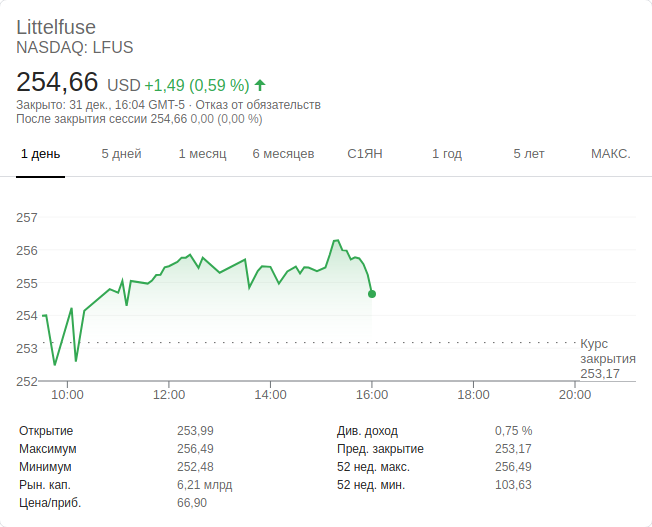 Littelfuse
NASDAQ: LFUS
254,66 USD +1,49 (0,59 %)
Закрыто: 31 дек., 16:04 GMT-5 · Отказ от обязательств
После закрытия сессии 254,66 0,00 (0,00 %)
1 день 5 дней 1 месяц 6 месяцев С1ЯН 1 год 5 лет МАКС.
257
256
255
254
253
252
Курс
закрытия
253,17
10:00 12:00 14:00 16:00 18:00 20:00
Открытие 253,99 Див. доход 0,75 %
Максимум 256,49 Пред. закрытие 253,17
Минимум 252,48 52 нед. макс. 256,49
Рын. кап. 6,21 млрд 52 нед. мин. 103,63
Цена/приб. 66,90